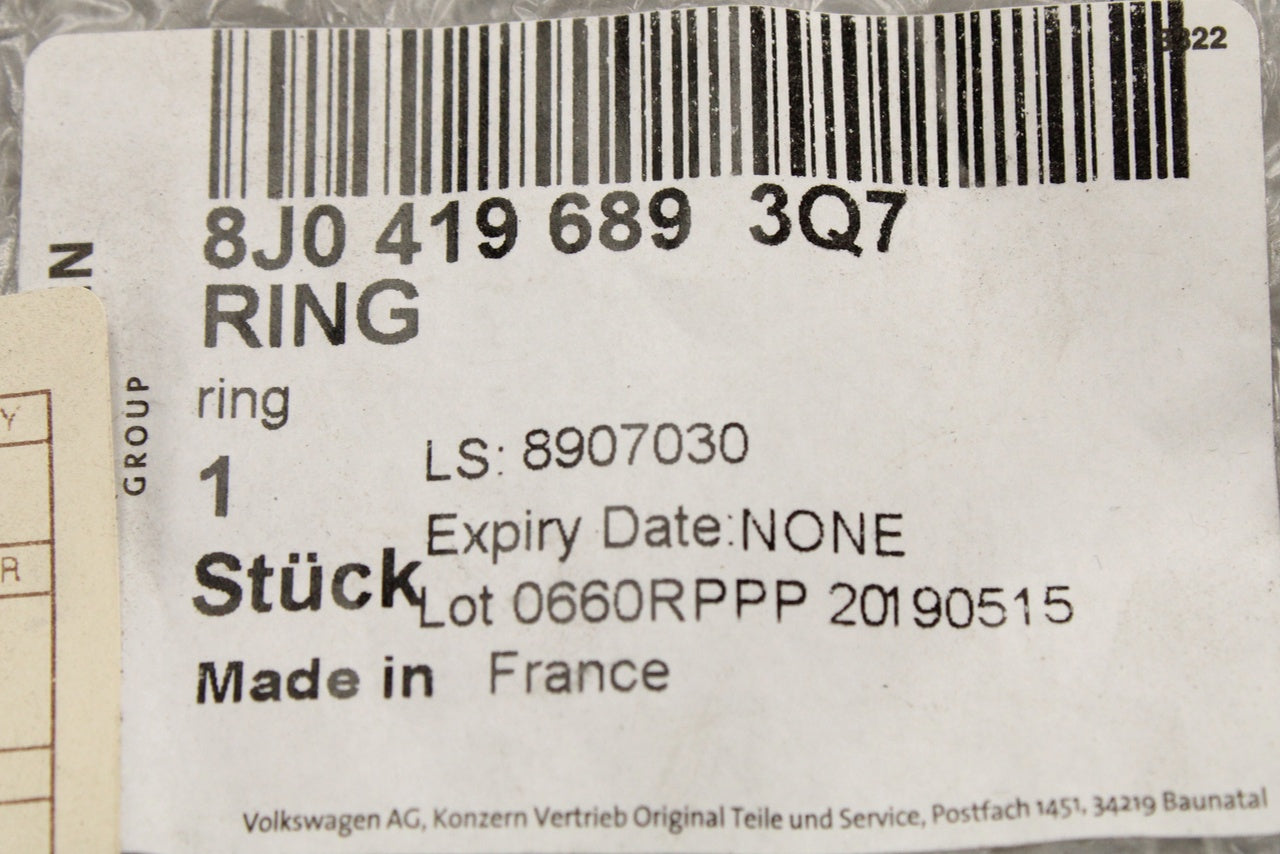 8J0 419 689 3Q7
RING
ring
1
LS: 8907030
Expiry Date:NONE
Stück
Lot 0660RPPP 20190515
Made in France
GROUP
Y
R
Volkswagen AG, Konzern Vertrieb Original Teile und Service, Postfach 1451, 34219 Baunatal